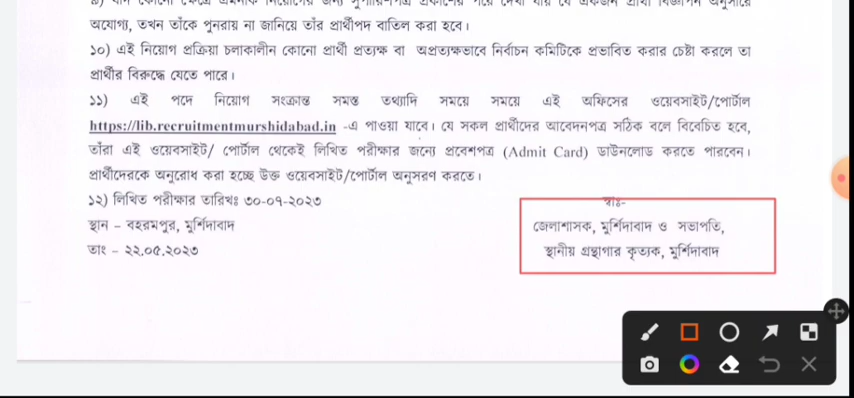 অযোগ্য, তখন তাঁকে পুনরায় না জানিয়ে তাঁর প্রার্থীপদ বাতিল করা হবে।
১০) এই নিয়োগ প্রক্রিয়া চলাকালীন কোনো প্রার্থী প্রত্যক্ষ বা অপ্রত্যক্ষভাবে নির্বাচন কমিটিকে প্রভাবিত করার চেষ্টা করলে তা
প্রার্থীর বিরুদ্ধে যেতে পারে।
১১) এই পদে নিয়োগ সংক্রান্ত সমস্ত তথ্যাদি সময়ে সময়ে এই অফিসের ওয়েবসাইট/পোর্টাল
https://lib.recruitmentmurshidabad.in -এ পাওয়া যাবে। যে সকল প্রার্থীদের আবেদনপত্র সঠিক বলে বিবেচিত হবে,
তাঁরা এই ওয়েবসাইট/ পোর্টাল থেকেই লিখিত পরীক্ষার জন্যে প্রবেশপত্র (Admit Card) ডাউনলোড করতে পারবেন।
প্রার্থীদেরকে অনুরোধ করা হচ্ছে উক্ত ওয়েবসাইট/পোর্টাল অনুসরণ করতে।
১২) লিখিত পরীক্ষার তারিখঃ ৩০-০৭-২০২৩
স্বাঃ-
স্থান – বহরমপুর, মুর্শিদাবাদ
জেলাশাসক, মুর্শিদাবাদ ও সভাপতি,
তাং – ২২.০৫.২০২৩
স্থানীয় গ্রন্থাগার কৃত্যক, মুর্শিদাবাদ